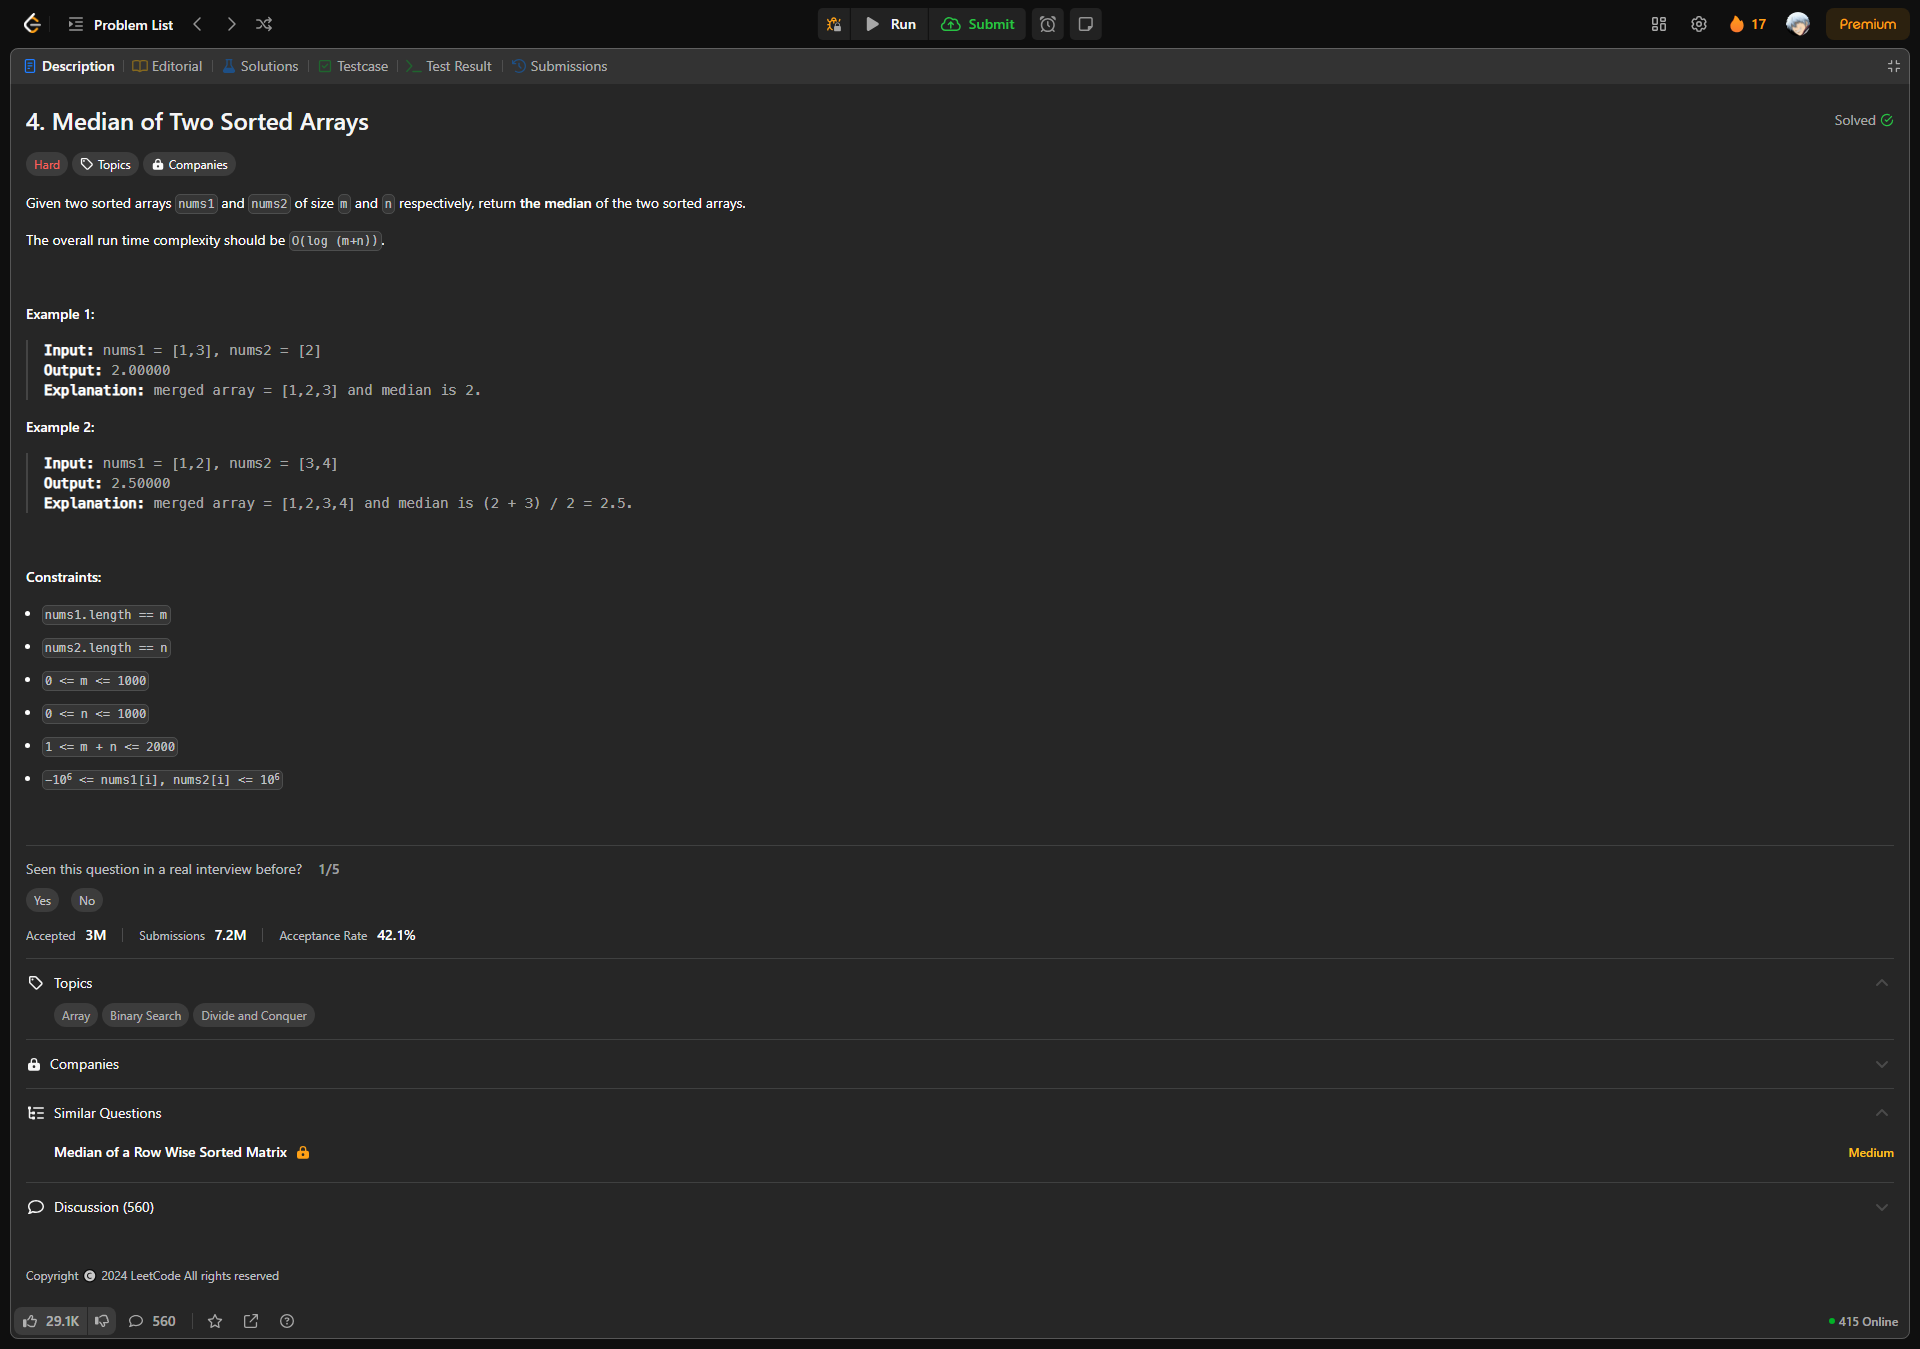 Problem List
Run
Submit
17
Premium
Description
Editorial
Solutions
Testcase
Test Result
Submissions
4. Median of Two Sorted Arrays
Solved
Hard
Topics
Companies
Given two sorted arrays nums1 and nums2 of size m and n respectively, return the median of the two sorted arrays.
The overall run time complexity should be O(log (m+n)).
Example 1:
Input: nums1 = [1,3], nums2 = [2]
Output: 2.00000
Explanation: merged array = [1,2,3] and median is 2.
Example 2:
Input: nums1 = [1,2], nums2 = [3,4]
Output: 2.50000
Explanation: merged array = [1,2,3,4] and median is (2 + 3) / 2 = 2.5.
Constraints:
nums1.length == m
nums2.length == n
0 <= m <= 1000
0 <= n <= 1000
1 <= m + n <= 2000
-10⁶ <= nums1[i], nums2[i] <= 10⁶
Seen this question in a real interview before? 1/5
Yes
No
Accepted 3M
Submissions 7.2M
Acceptance Rate 42.1%
Topics
Array
Binary Search
Divide and Conquer
Companies
Similar Questions
Median of a Row Wise Sorted Matrix
Medium
Discussion (560)
Copyright © 2024 LeetCode All rights reserved
29.1K
560
415 Online